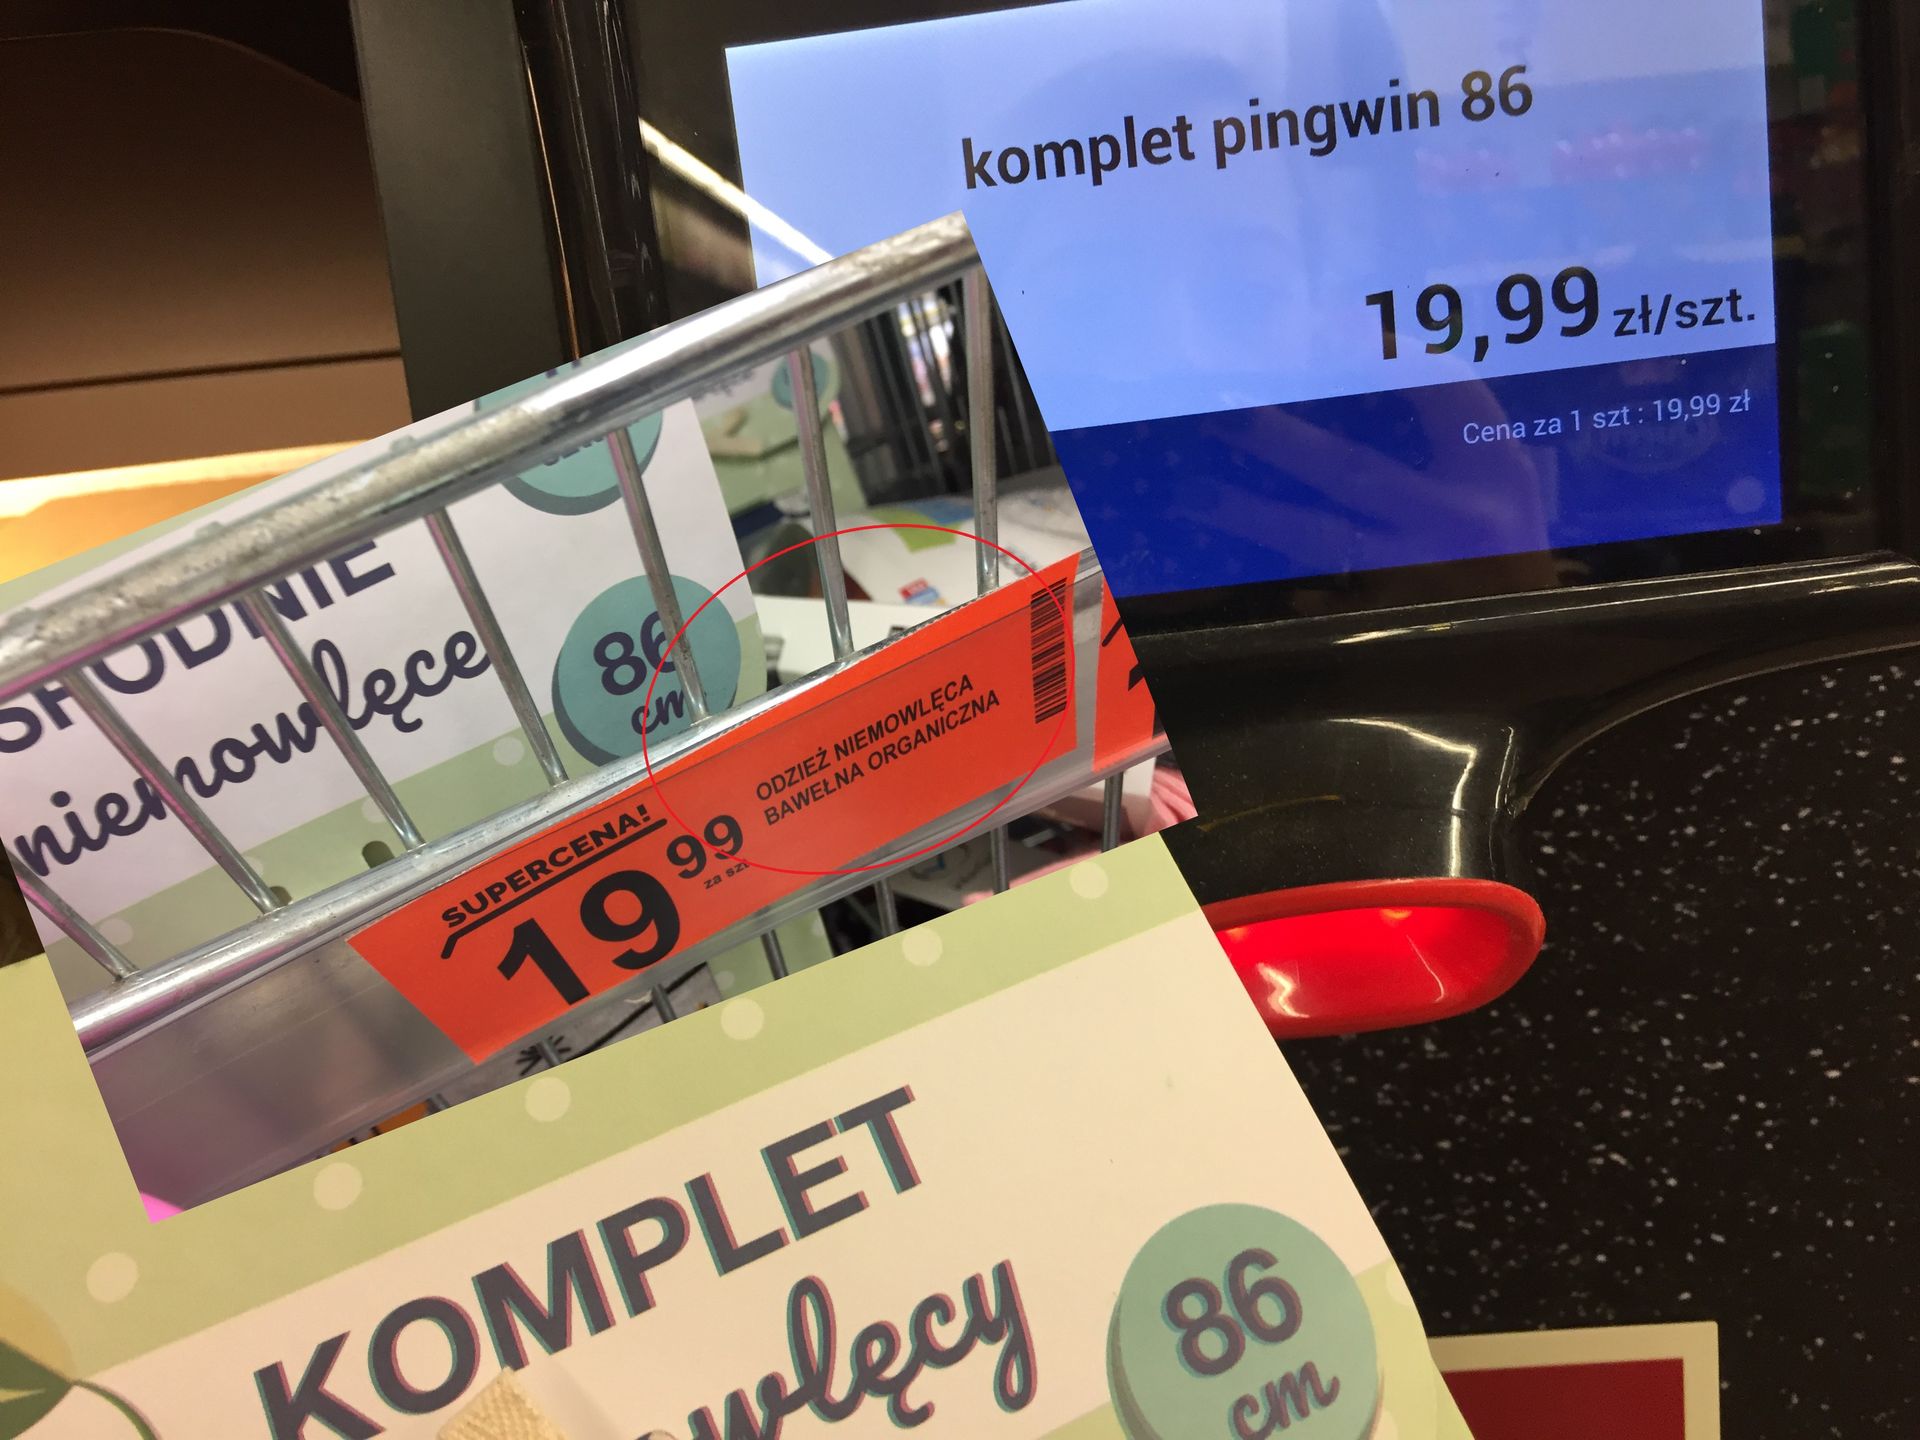 komplet pingwin 86
19,99 zł/szt.
Cena za 1 szt : 19,99 zł
SPODNIE
niemowlęce
86
cm
SUPERCENA!
19 99
za szt.
ODZIEŻ NIEMOWLĘCA
BAWEŁNA ORGANICZNA
KOMPLET
86
cm